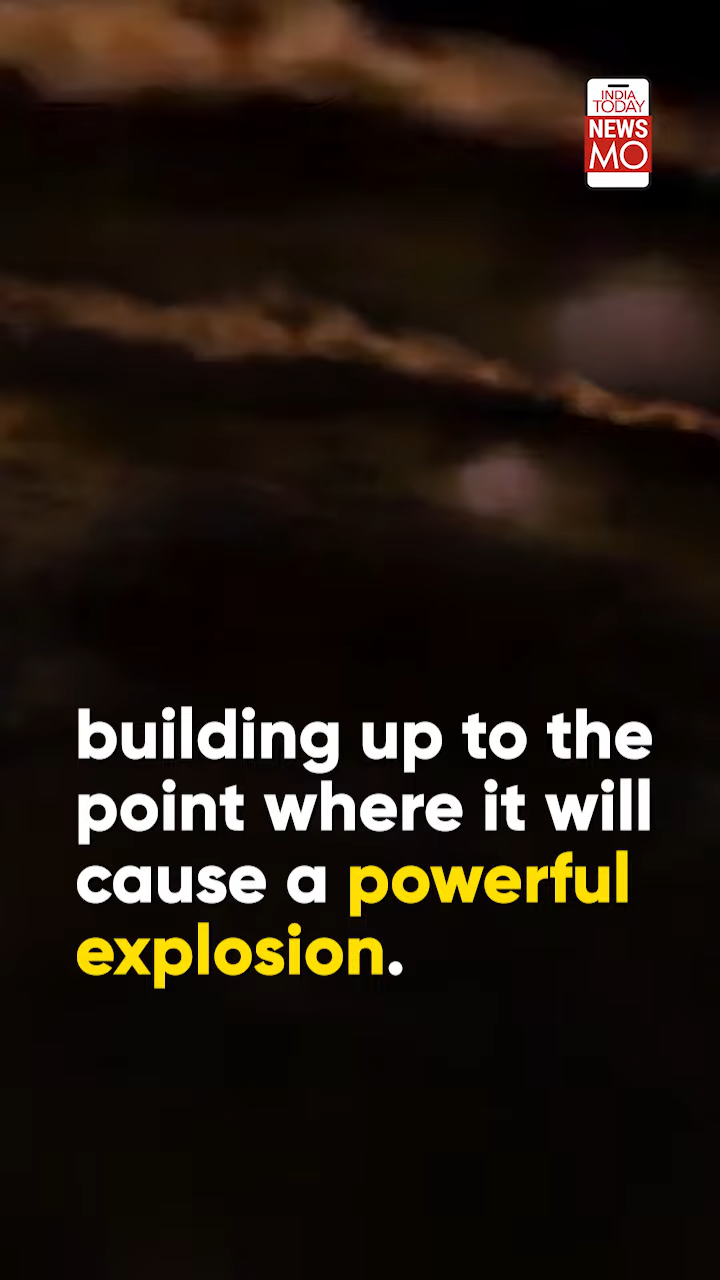 INDIA
TODAY
NEWS
MO
building up to the
point where it will
cause a powerful
explosion.